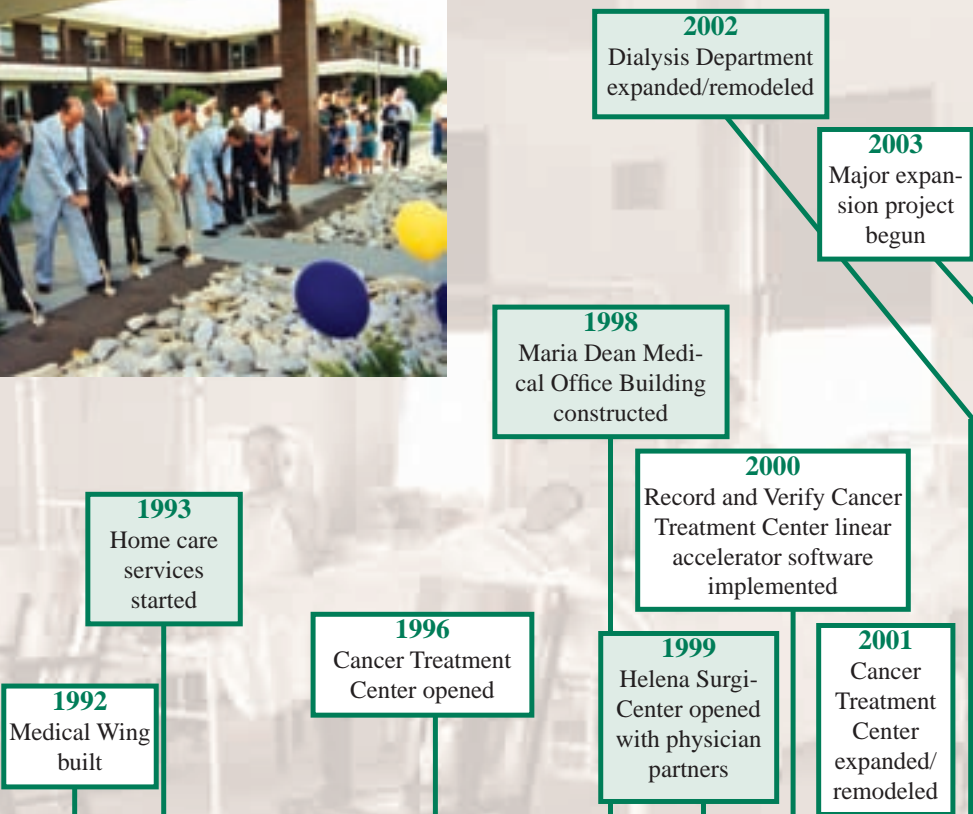 2002
Dialysis Department
expanded/remodeled
2003
Major expan-
sion project
begun
1998
Maria Dean Medi-
cal Office Building
constructed
2000
Record and Verify Cancer
Treatment Center linear
accelerator software
implemented
1993
Home care
services
started
1996
Cancer Treatment
Center opened
1999
Helena Surgi-
Center opened
with physician
partners
2001
Cancer
Treatment
Center
expanded/
remodeled
1992
Medical Wing
built